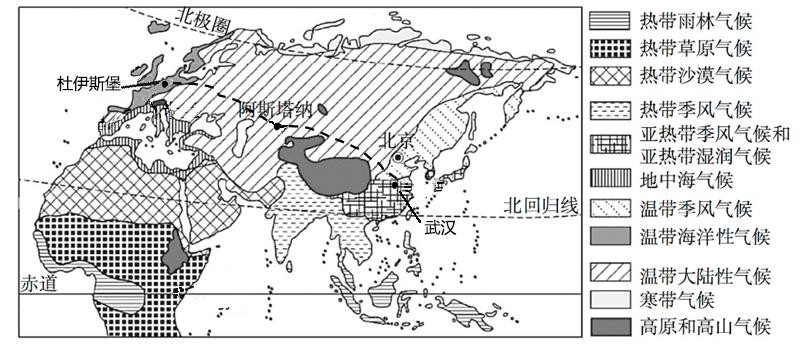 北极圈
杜伊斯堡
阿斯塔纳
北京
北回归线
武汉
赤道
热带雨林气候
热带草原气候
热带沙漠气候
热带季风气候
亚热带季风气候和
亚热带湿润气候
地中海气候
温带季风气候
温带海洋性气候
温带大陆性气候
寒带气候
高原和高山气候